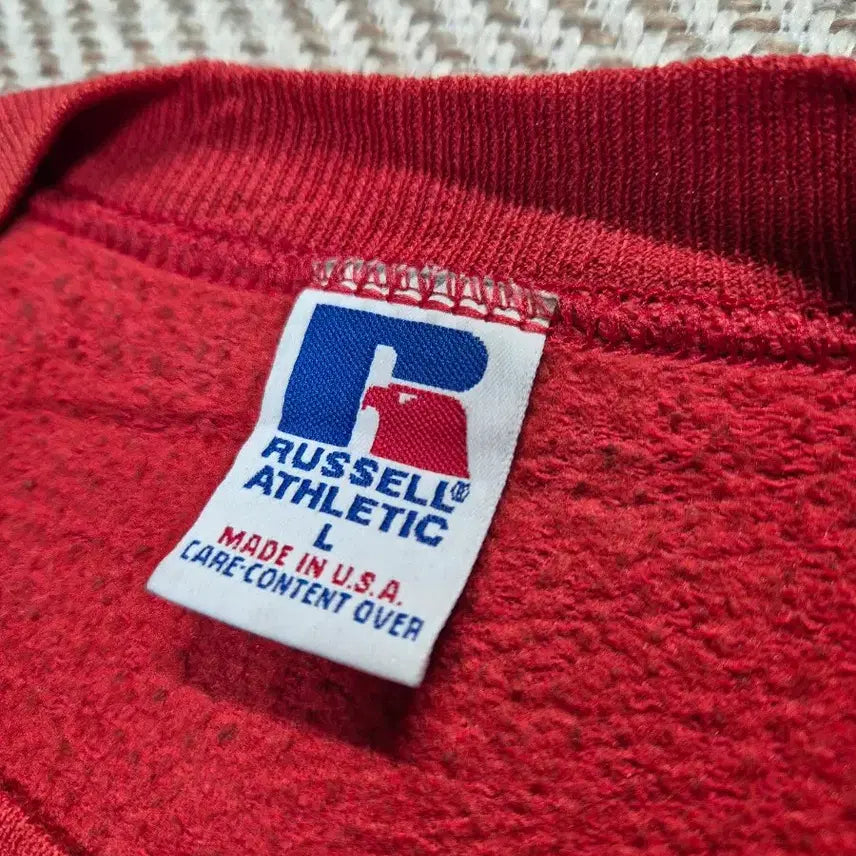 RUSSELL®
ATHLETIC
L
MADE IN U.S.A.
CARE-CONTENT OVER